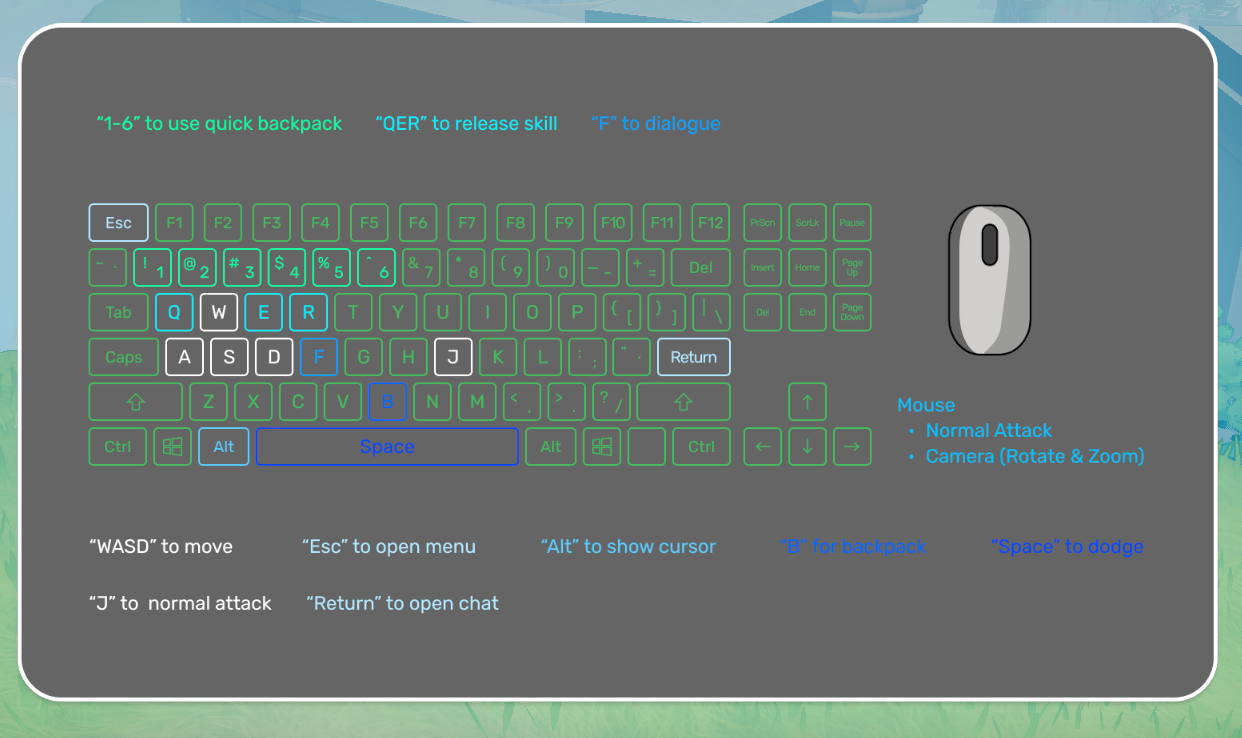 “1-6” to use quick backpack “QER” to release skill “F” to dialogue
Esc F1 F2 F3 F4 F5 F6 F7 F8 F9 F10 F11 F12 PrScn ScrLk Pause
~ ` ! 1 @ 2 # 3 $ 4 % 5 ^ 6 & 7 * 8 ( 9 ) 0 — - + = Del Insert Home Page Up
Tab Q W E R T Y U I O P { [ } ] | \ Del End Page Down
Caps A S D F G H J K L : ; " ' Return
Z X C V B N M < , > . ? / ↑
Ctrl Alt Space Alt Ctrl ← ↓ →
Mouse
• Normal Attack
• Camera (Rotate & Zoom)
“WASD” to move “Esc” to open menu “Alt” to show cursor “B” for backpack “Space” to dodge
“J” to normal attack “Return” to open chat